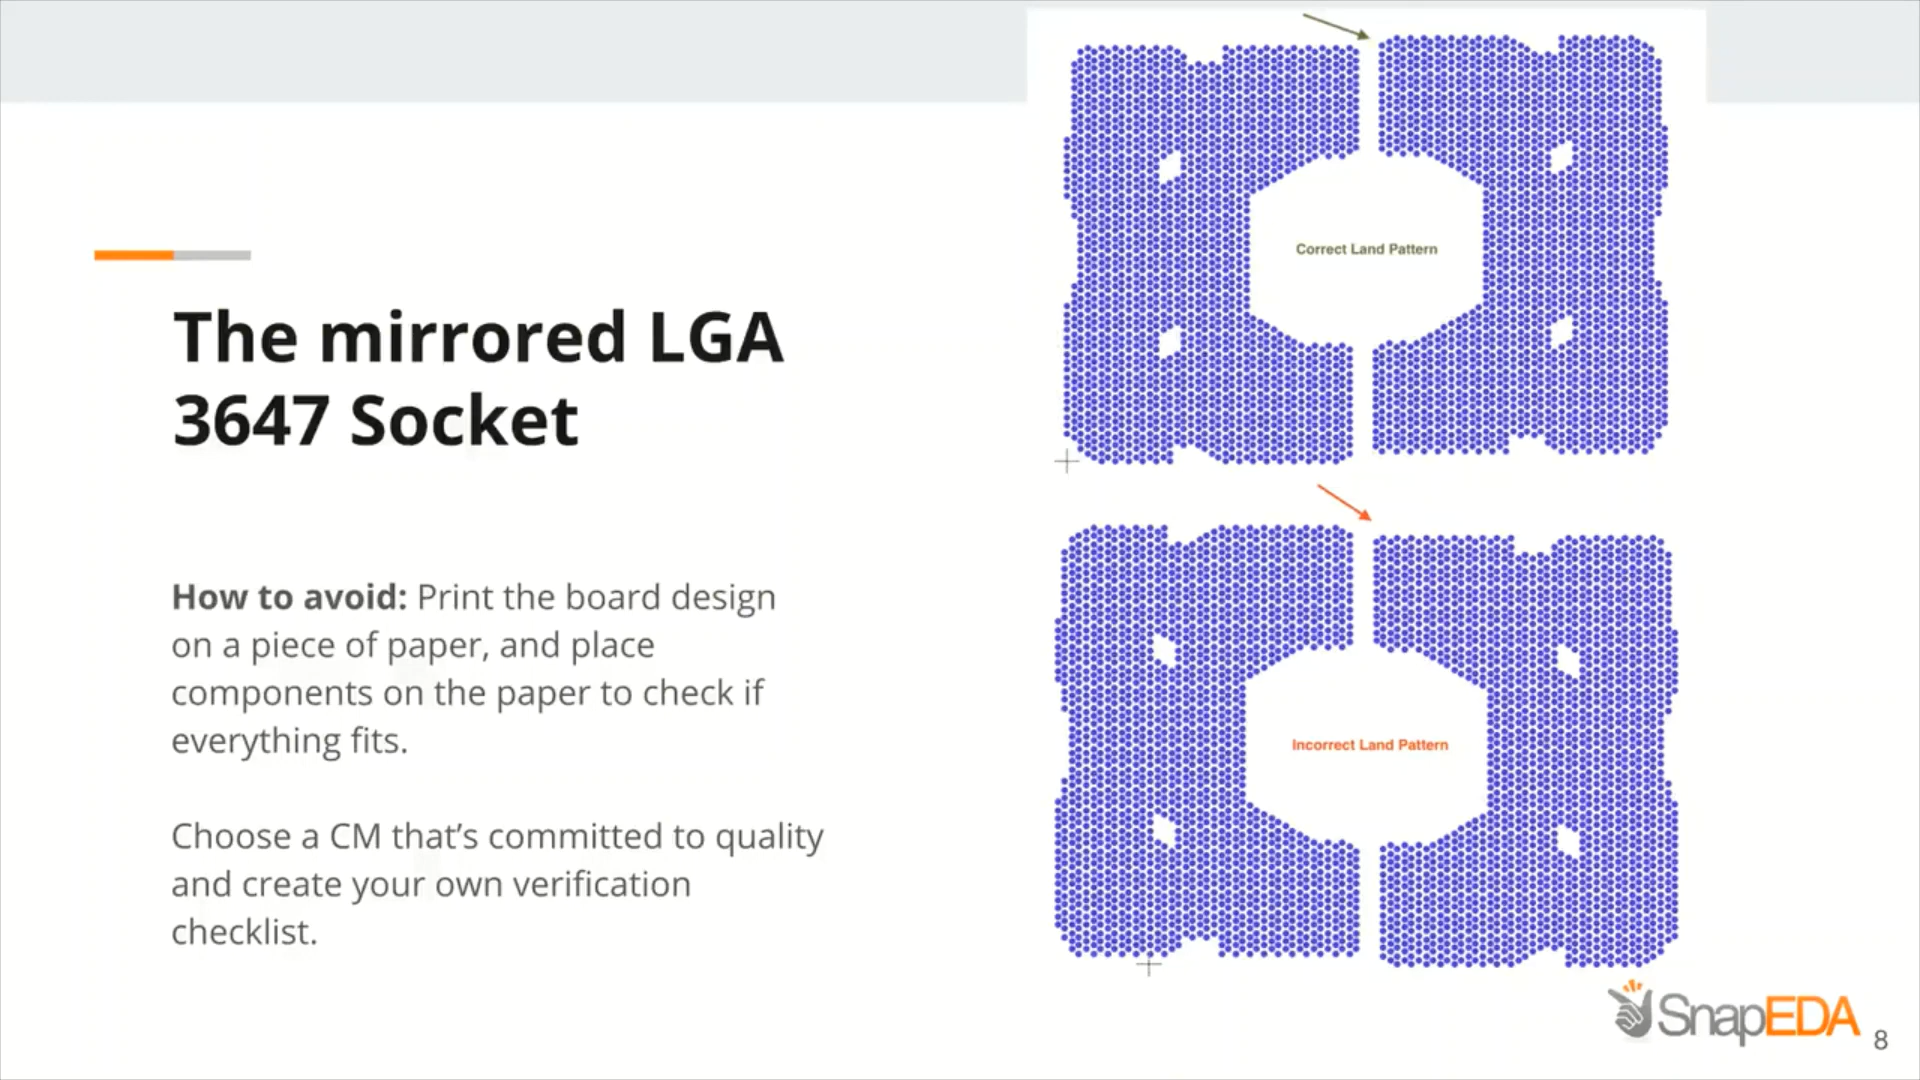 The mirrored LGA
3647 Socket
How to avoid: Print the board design
on a piece of paper, and place
components on the paper to check if
everything fits.
Choose a CM that's committed to quality
and create your own verification
checklist.
Correct Land Pattern
Incorrect Land Pattern
SnapEDA
8